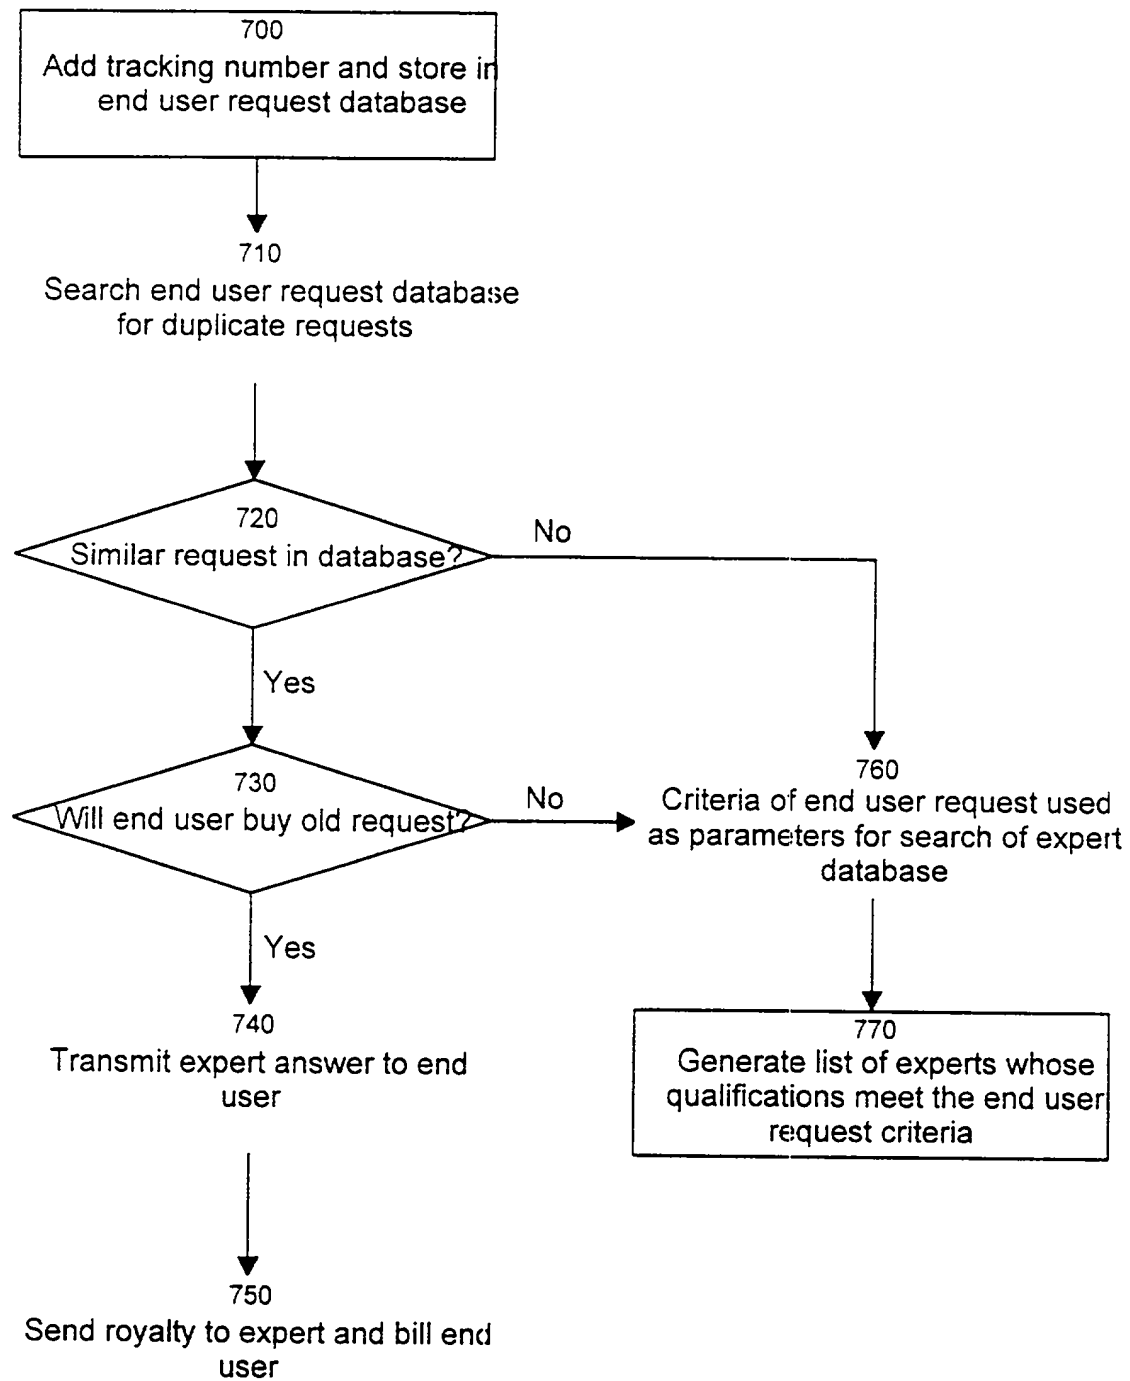 700
Add tracking number and store in
end user request database
710
Search end user request database
for duplicate requests
720
Similar request in database?
No
Yes
730
Will end user buy old request?
No
Yes
740
Transmit expert answer to end
user
750
Send royalty to expert and bill end
user
760
Criteria of end user request used
as parameters for search of expert
database
770
Generate list of experts whose
qualifications meet the end user
request criteria